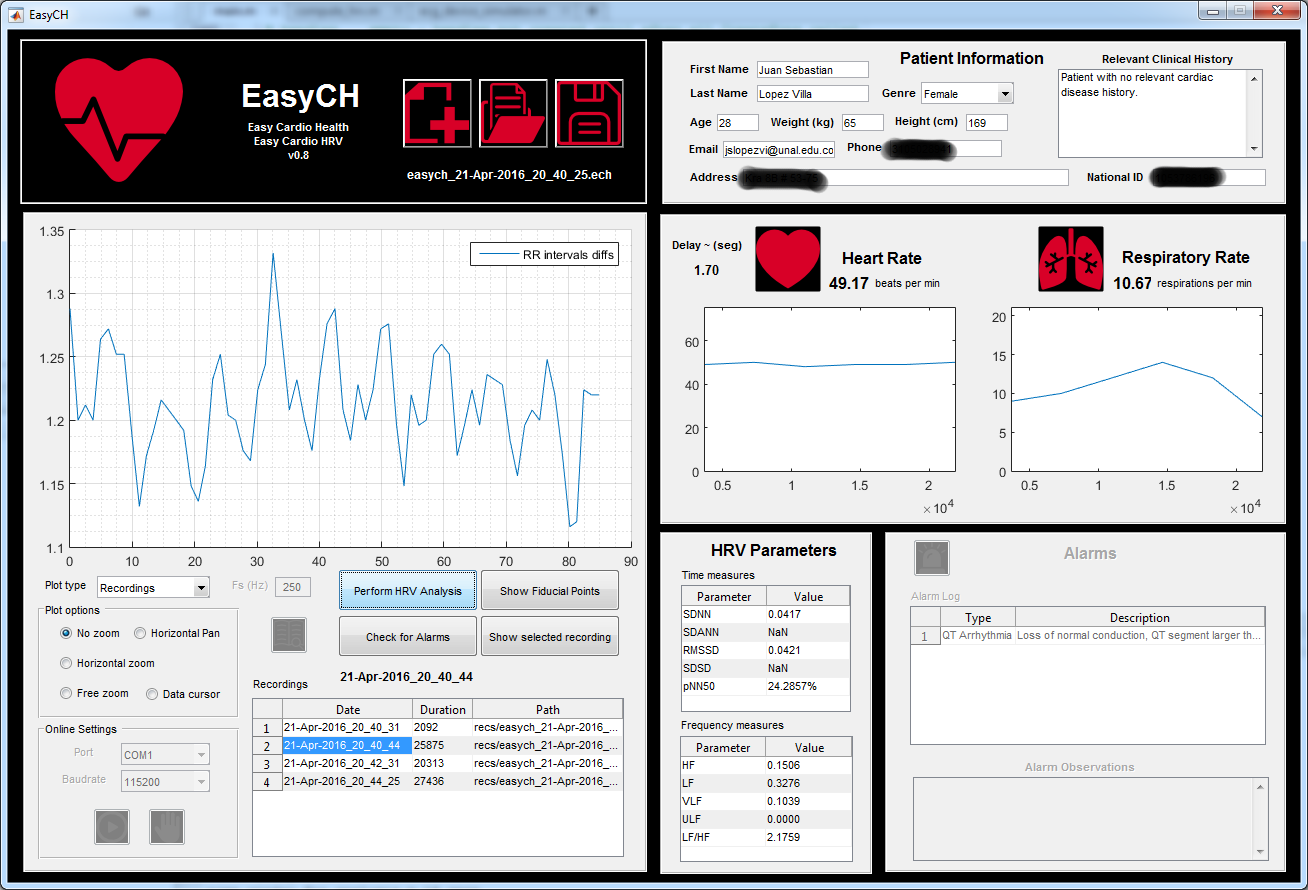 EasyCH
EasyCH
Easy Cardio Health
Easy Cardio HRV
v0.8
easych_21-Apr-2016_20_40_25.ech
Patient Information
First Name Juan Sebastian
Last Name Lopez Villa Genre Female
Age 28 Weight (kg) 65 Height (cm) 169
Email jslopezvi@unal.edu.co Phone
Address
Relevant Clinical History
Patient with no relevant cardiac
disease history.
National ID
1.35
1.3
1.25
1.2
1.15
1.1
RR intervals diffs
0 10 20 30 40 50 60 70 80 90
Delay ~ (seg)
1.70
Heart Rate
49.17 beats per min
Respiratory Rate
10.67 respirations per min
60
40
20
0
0.5 1 1.5 2
×10^4
20
15
10
5
0
0.5 1 1.5 2
×10^4
Plot type Recordings Fs (Hz) 250
Perform HRV Analysis Show Fiducial Points
Check for Alarms Show selected recording
Plot options
No zoom Horizontal Pan
Horizontal zoom
Free zoom Data cursor
Online Settings
Port COM1
Baudrate 115200
21-Apr-2016_20_40_44
Recordings
Date Duration Path
1 21-Apr-2016_20_40_31 2092 recs/easych_21-Apr-2016_...
2 21-Apr-2016_20_40_44 25875 recs/easych_21-Apr-2016_...
3 21-Apr-2016_20_42_31 20313 recs/easych_21-Apr-2016_...
4 21-Apr-2016_20_44_25 27436 recs/easych_21-Apr-2016_...
HRV Parameters
Time measures
Parameter Value
SDNN 0.0417
SDANN NaN
RMSSD 0.0421
SDSD NaN
pNN50 24.2857%
Frequency measures
Parameter Value
HF 0.1506
LF 0.3276
VLF 0.1039
ULF 0.0000
LF/HF 2.1759
Alarms
Alarm Log
Type Description
1 QT Arrhythmia Loss of normal conduction, QT segment larger th...
Alarm Observations